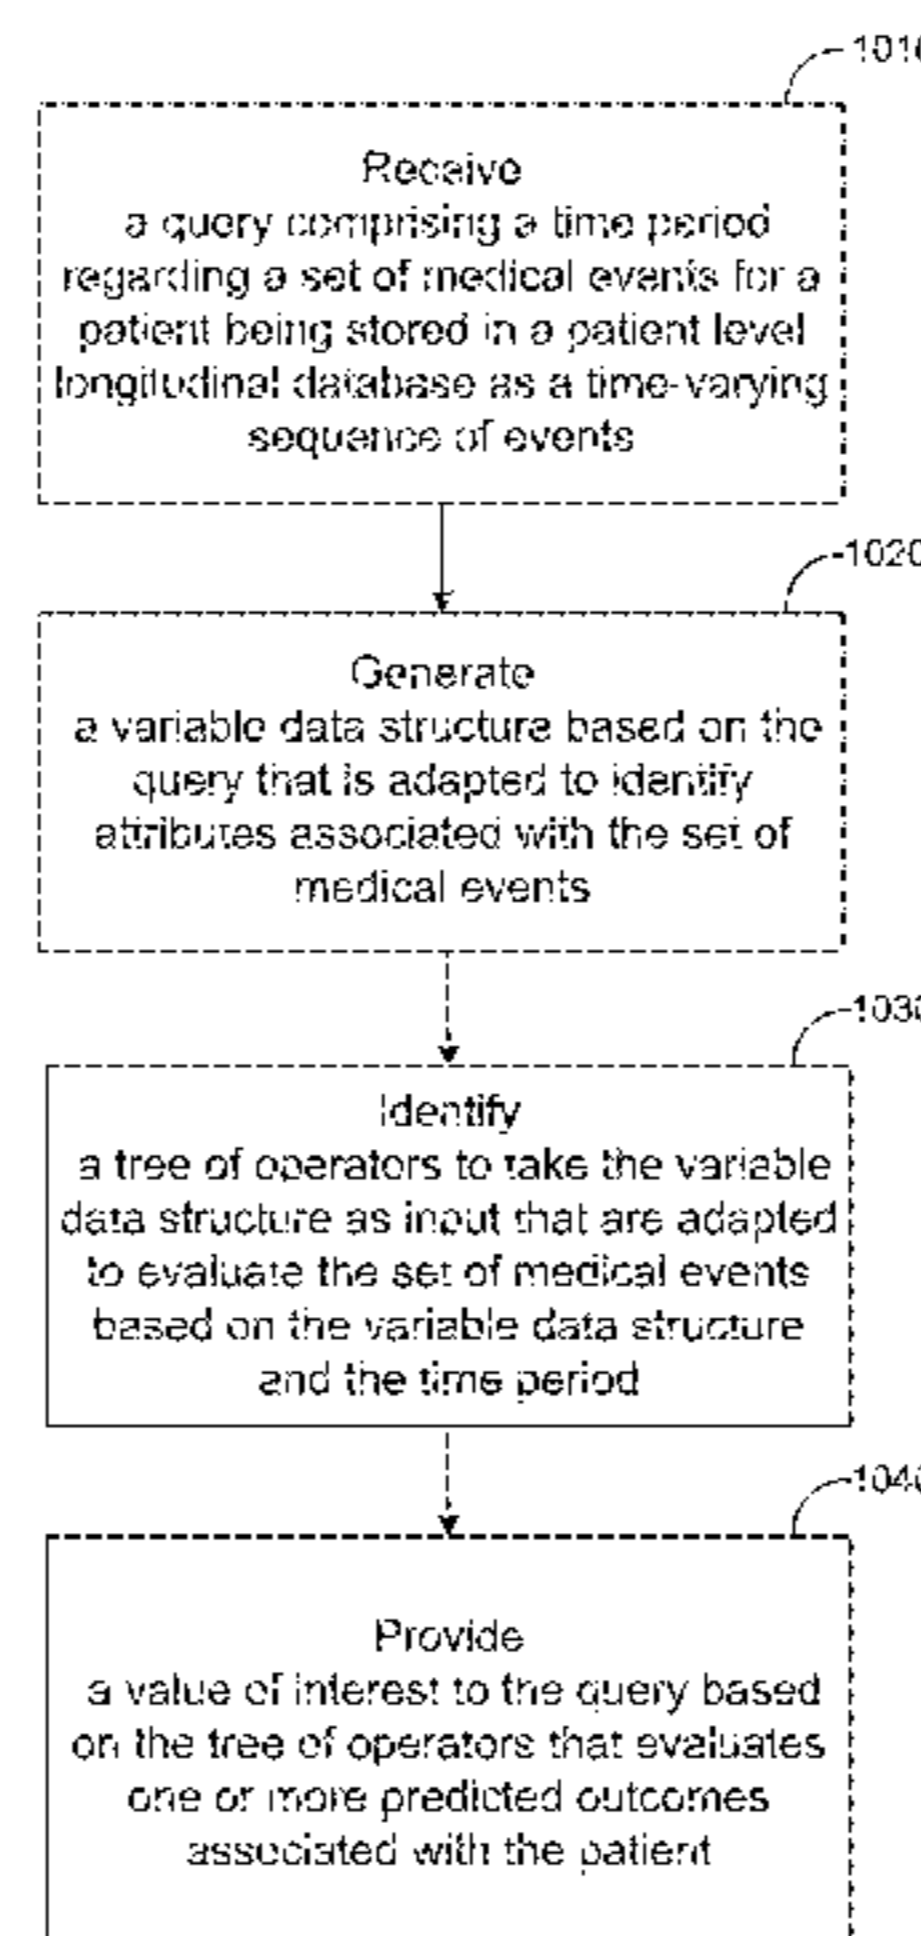 1010
Receive
a query comprising a time period
regarding a set of medical events for a
patient being stored in a patient level
longitudinal database as a time-varying
sequence of events
1020
Generate
a variable data structure based on the
query that is adapted to identify
attributes associated with the set of
medical events
1030
Identify
a tree of operators to take the variable
data structure as input that are adapted
to evaluate the set of medical events
based on the variable data structure
and the time period
1040
Provide
a value of interest to the query based
on the tree of operators that evaluates
one or more predicted outcomes
associated with the patient